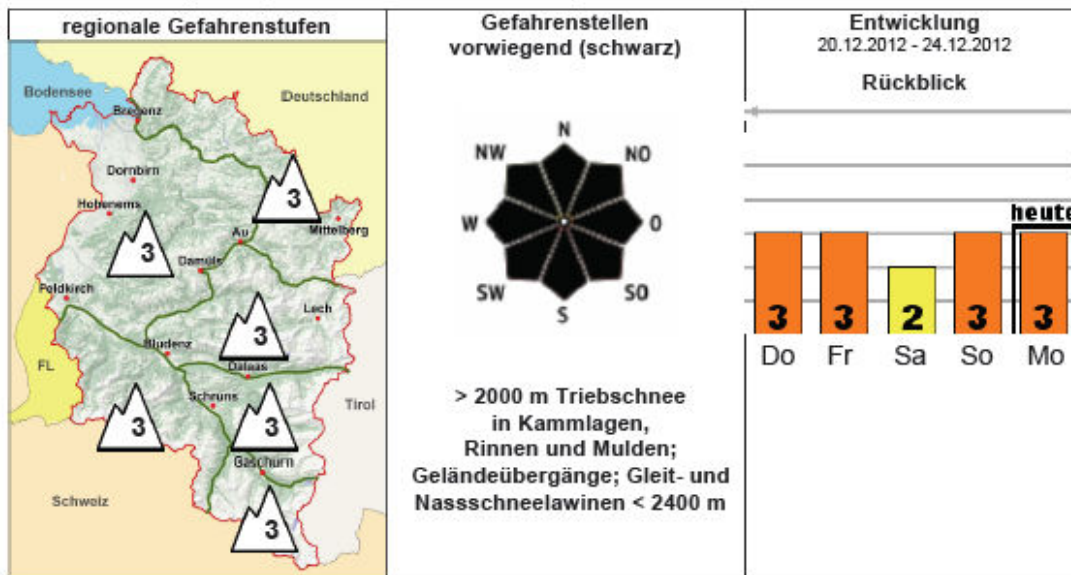 regionale Gefahrenstufen
Bodensee
Deutschland
Bregenz
Dornbirn
3
Hohenems
Mittelberg
Au
3
Damüls
Feldkirch
Lech
3
Bludenz
FL
Dalaas
Schruns
Tirol
3
3
Gaschurn
Schweiz
3
Gefahrenstellen
vorwiegend (schwarz)
N
NW
NO
W
O
SW
SO
S
> 2000 m Triebschnee
in Kammlagen,
Rinnen und Mulden;
Geländeübergänge; Gleit- und
Nassschneelawinen < 2400 m
Entwicklung
20.12.2012 - 24.12.2012
Rückblick
heute
3 3 2 3 3
Do Fr Sa So Mo